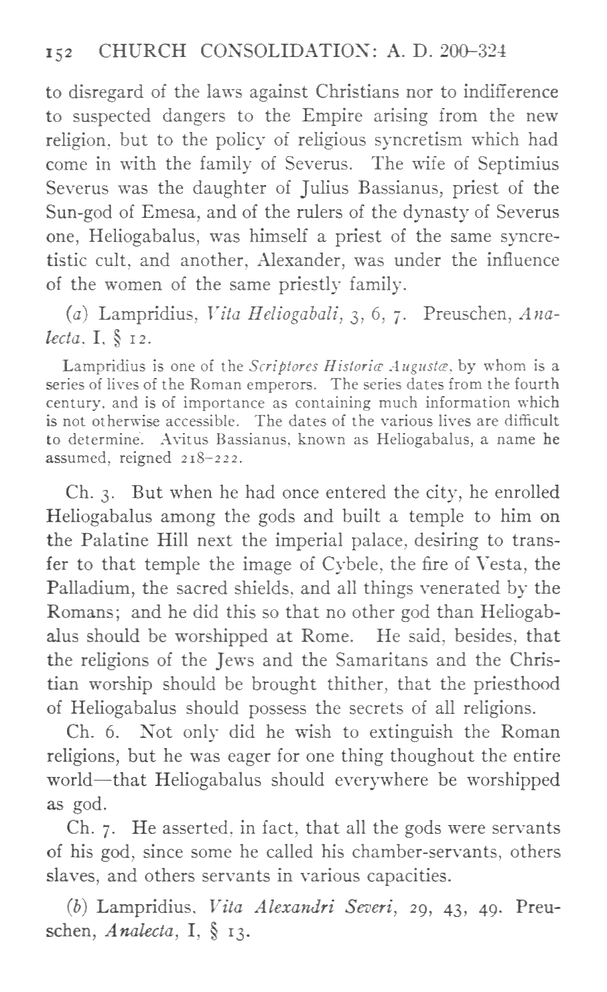 152 CHURCH CONSOLIDATION: A. D. 200–324
to disregard of the laws against Christians nor to indifference
to suspected dangers to the Empire arising from the new
religion, but to the policy of religious syncretism which had
come in with the family of Severus. The wife of Septimius
Severus was the daughter of Julius Bassianus, priest of the
Sun-god of Emesa, and of the rulers of the dynasty of Severus
one, Heliogabalus, was himself a priest of the same syncre-
tistic cult, and another, Alexander, was under the influence
of the women of the same priestly family.
(a) Lampridius, Vita Heliogabali, 3, 6, 7. Preuschen, Ana-
lecta, I, § 12.
Lampridius is one of the Scriptores Historiæ Augustæ, by whom is a
series of lives of the Roman emperors. The series dates from the fourth
century, and is of importance as containing much information which
is not otherwise accessible. The dates of the various lives are difficult
to determine. Avitus Bassianus, known as Heliogabalus, a name he
assumed, reigned 218–222.
Ch. 3. But when he had once entered the city, he enrolled
Heliogabalus among the gods and built a temple to him on
the Palatine Hill next the imperial palace, desiring to trans-
fer to that temple the image of Cybele, the fire of Vesta, the
Palladium, the sacred shields, and all things venerated by the
Romans; and he did this so that no other god than Heliogab-
alus should be worshipped at Rome. He said, besides, that
the religions of the Jews and the Samaritans and the Chris-
tian worship should be brought thither, that the priesthood
of Heliogabalus should possess the secrets of all religions.
Ch. 6. Not only did he wish to extinguish the Roman
religions, but he was eager for one thing thoughout the entire
world—that Heliogabalus should everywhere be worshipped
as god.
Ch. 7. He asserted, in fact, that all the gods were servants
of his god, since some he called his chamber-servants, others
slaves, and others servants in various capacities.
(b) Lampridius, Vita Alexandri Severi, 29, 43, 49. Preu-
schen, Analecta, I, § 13.